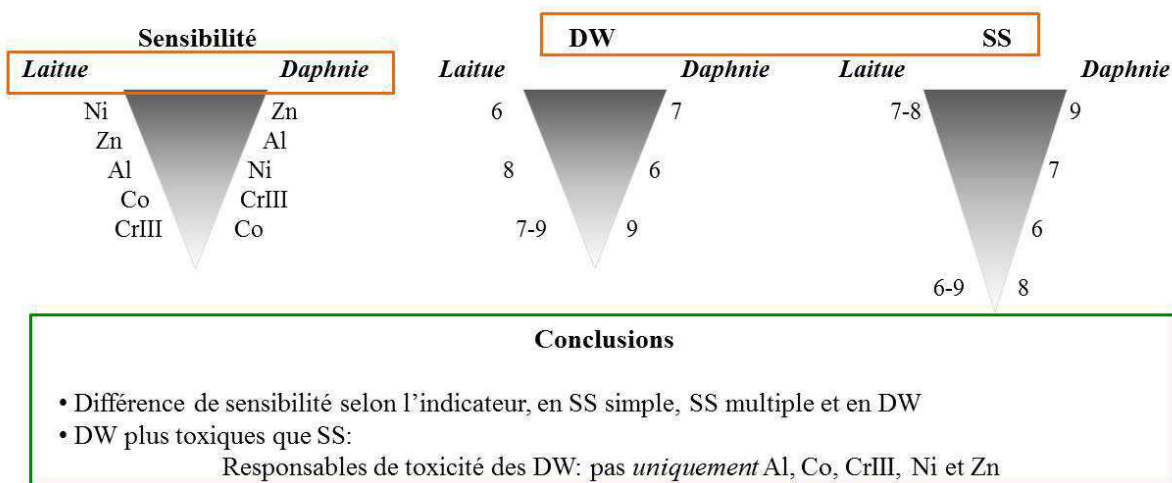 Sensibilité
Laitue Daphnie
Ni Zn
Zn Al
Al Ni
Co CrIII
CrIII Co
DW SS
Laitue Daphnie Laitue Daphnie
6 7 7-8 9
8 6 7
7-9 9 6
6-9 8
Conclusions
• Différence de sensibilité selon l’indicateur, en SS simple, SS multiple et en DW
• DW plus toxiques que SS:
Responsables de toxicité des DW: pas uniquement Al, Co, CrIII, Ni et Zn